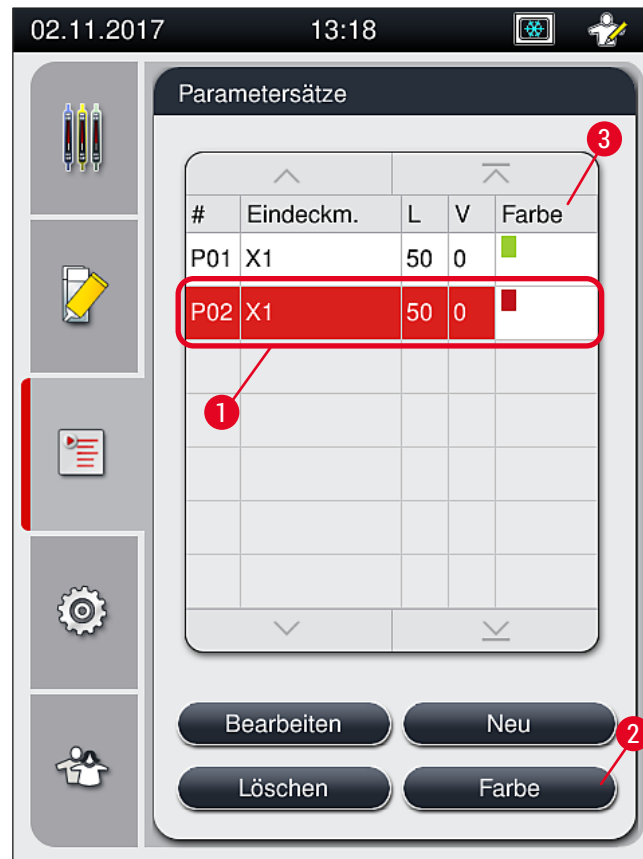 02.11.2017 13:18
Parametersätze
3
# Eindeckm. L V Farbe
P01 X1 50 0
P02 X1 50 0
1
Bearbeiten Neu
2
Löschen Farbe